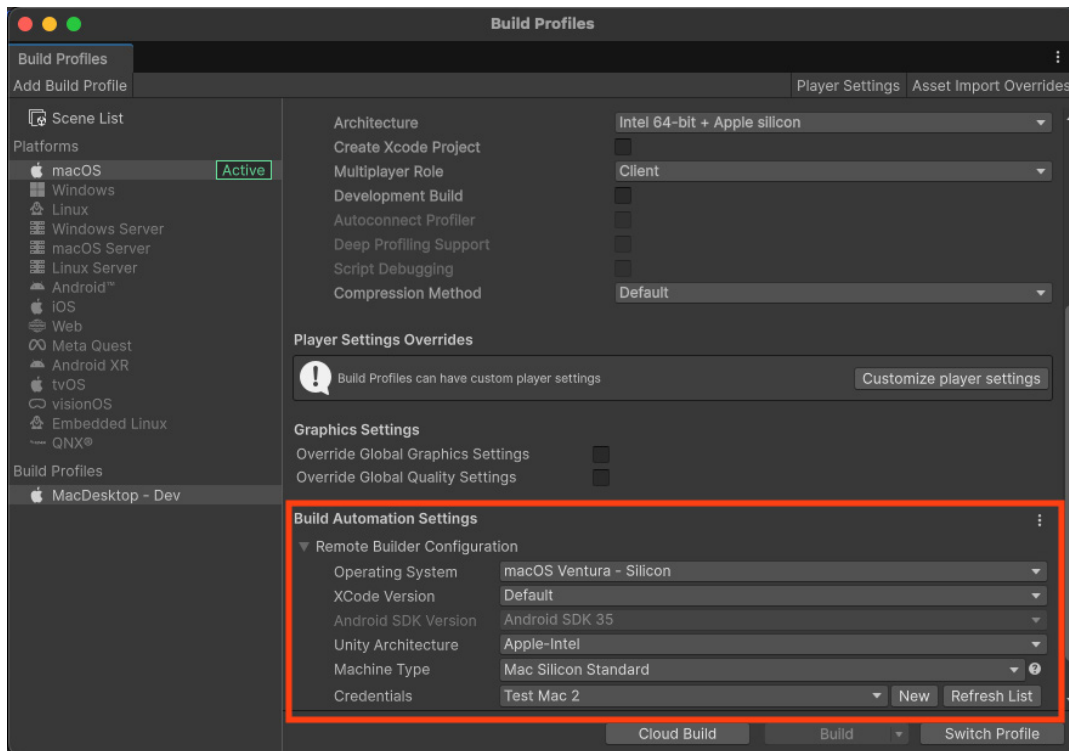 Build Profiles
Build Profiles
Add Build Profile
Player Settings
Asset Import Overrides
Scene List
Platforms
macOS Active
Windows
Linux
Windows Server
macOS Server
Linux Server
Android™
iOS
Web
Meta Quest
Android XR
tvOS
visionOS
Embedded Linux
QNX®
Build Profiles
MacDesktop - Dev
Architecture Intel 64-bit + Apple silicon
Create Xcode Project
Multiplayer Role Client
Development Build
Autoconnect Profiler
Deep Profiling Support
Script Debugging
Compression Method Default
Player Settings Overrides
Build Profiles can have custom player settings Customize player settings
Graphics Settings
Override Global Graphics Settings
Override Global Quality Settings
Build Automation Settings
Remote Builder Configuration
Operating System macOS Ventura - Silicon
XCode Version Default
Android SDK Version Android SDK 35
Unity Architecture Apple-Intel
Machine Type Mac Silicon Standard
Credentials Test Mac 2 New Refresh List
Cloud Build Build Switch Profile